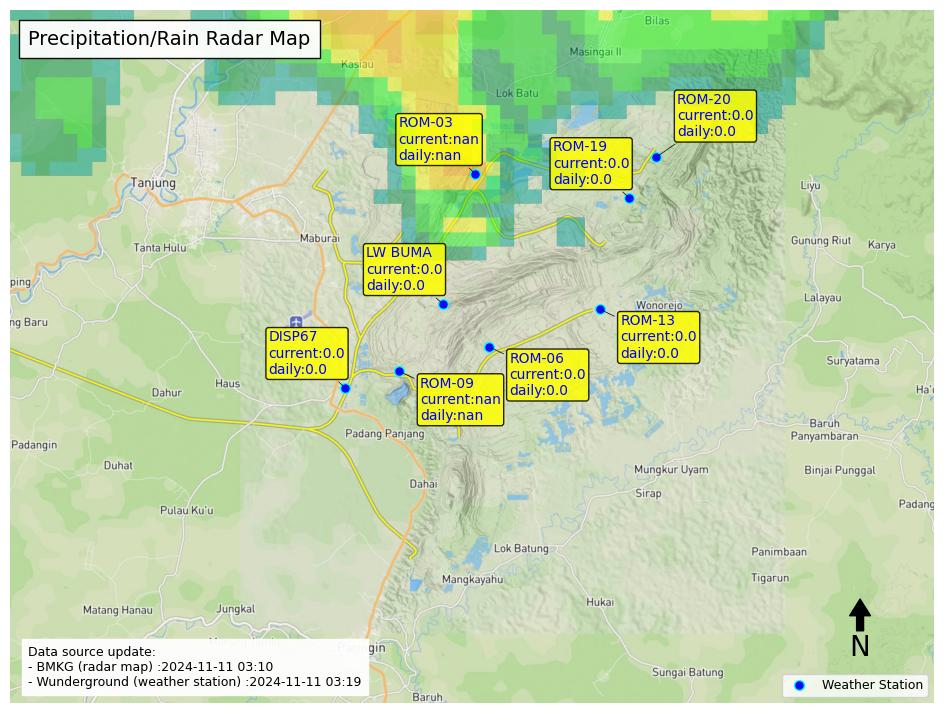 Precipitation/Rain Radar Map
Bilas
Masingai II
Kasiau
Lok Batu
ROM-20
current:0.0
daily:0.0
ROM-03
current:nan
daily:nan
ROM-19
current:0.0
daily:0.0
Tanjung
Liyu
Maburai
Tanta Hulu
Gunung Riut
Karya
LW BUMA
current:0.0
daily:0.0
ping
Lalayau
Wonorejo
ng Baru
ROM-13
current:0.0
daily:0.0
DISP67
current:0.0
daily:0.0
ROM-06
current:0.0
daily:0.0
Suryatama
Haus
ROM-09
current:nan
daily:nan
Dahur
Ha'
Baruh
Panyambaran
Padang Panjang
Padangin
Duhat
Mungkur Uyam
Binjai Punggal
Dahai
Sirap
Padang
Pulau Ku'u
Lok Batung
Panimbaan
Mangkayahu
Tigarun
Hukai
Matang Hanau
Jungkal
N
Data source update:
- BMKG (radar map) :2024-11-11 03:10
- Wunderground (weather station) :2024-11-11 03:19
Sungai Batung
Weather Station
Baruh